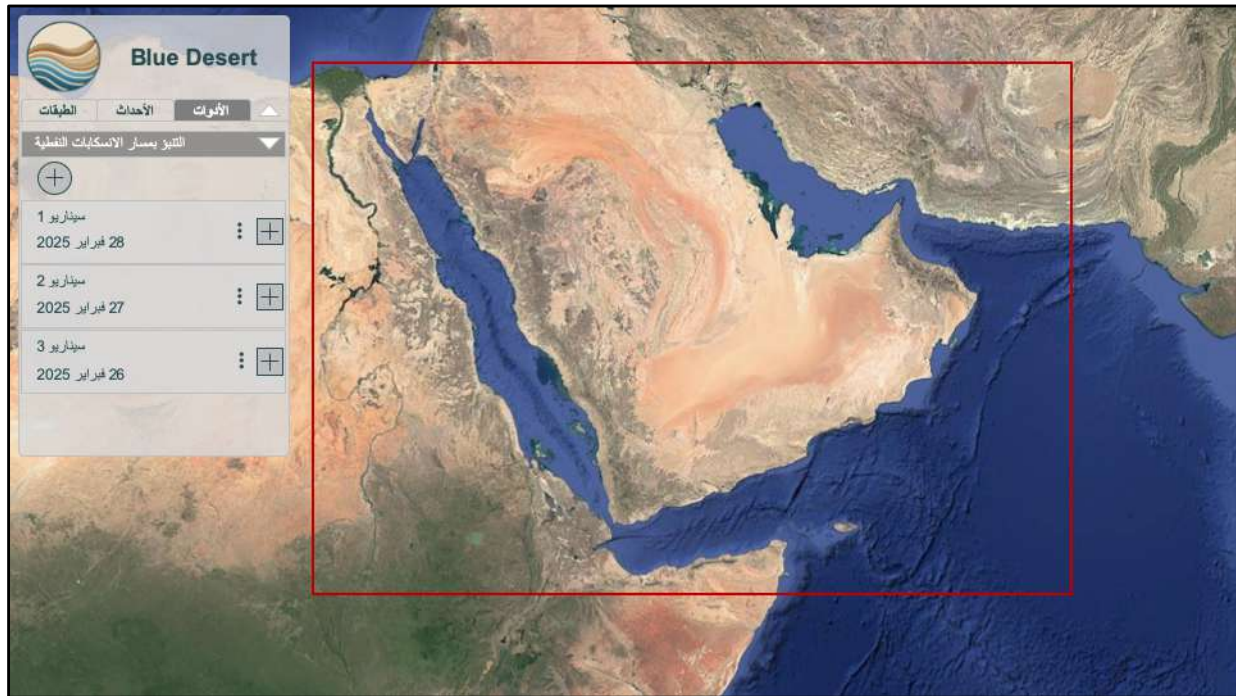 Blue Desert
الأدوات الأحداث الطبقات
التنبؤ بمسار الانسكابات النفطية
سيناريو 1
28 فبراير 2025
سيناريو 2
27 فبراير 2025
سيناريو 3
26 فبراير 2025